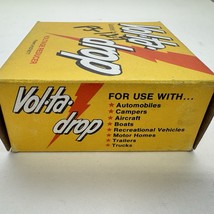 Vol·ta·
drop
Vol·ta·
drop
FOR USE WITH...
★ Automobiles
★ Campers
★ Aircraft
★ Boats
★ Recreational Vehicles
★ Motor Homes
★ Trailers
★ Trucks